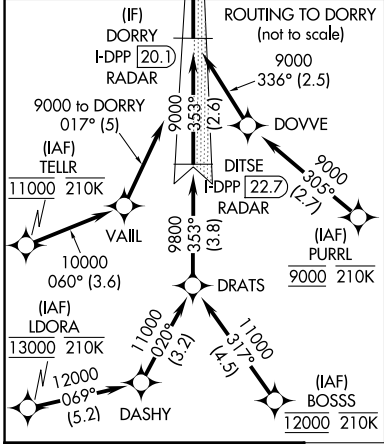 (IF)
DORRY
I-DPP 20.1
RADAR
ROUTING TO DORRY
(not to scale)
9000
336° (2.5)
9000 to DORRY
017° (5)
9000
353°
(2.6)
DOVVE
(IAF)
TELLR
11000 210K
DITSE
I-DPP 22.7
RADAR
9000
305°
(2.7)
VAIIL
(IAF)
PURRL
9000 210K
10000
060° (3.6)
9800
353°
(3.8)
DRATS
(IAF)
LDORA
13000 210K
11000
020°
(3.2)
11000
317°
(4.5)
12000
069°
(5.2)
DASHY
(IAF)
BOSSS
12000 210K